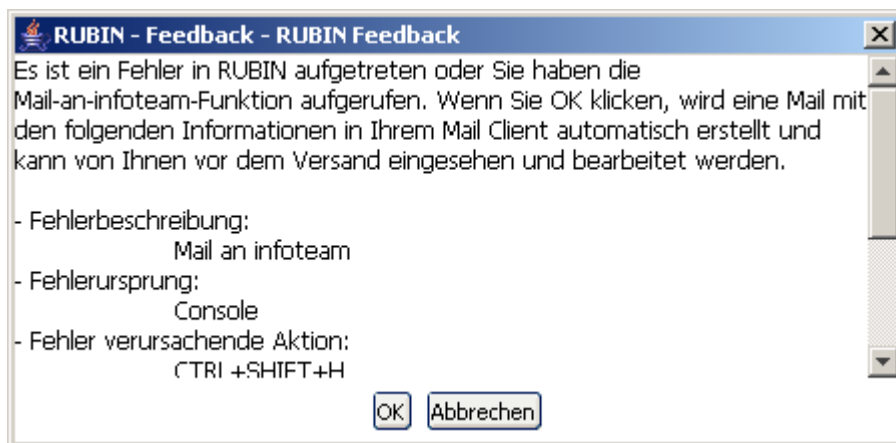 RUBIN - Feedback - RUBIN Feedback
Es ist ein Fehler in RUBIN aufgetreten oder Sie haben die
Mail-an-infoteam-Funktion aufgerufen. Wenn Sie OK klicken, wird eine Mail mit
den folgenden Informationen in Ihrem Mail Client automatisch erstellt und
kann von Ihnen vor dem Versand eingesehen und bearbeitet werden.
- Fehlerbeschreibung:
Mail an infoteam
- Fehlerursprung:
Console
- Fehler verursachende Aktion:
CTRL+SHIFT+H
OK Abbrechen